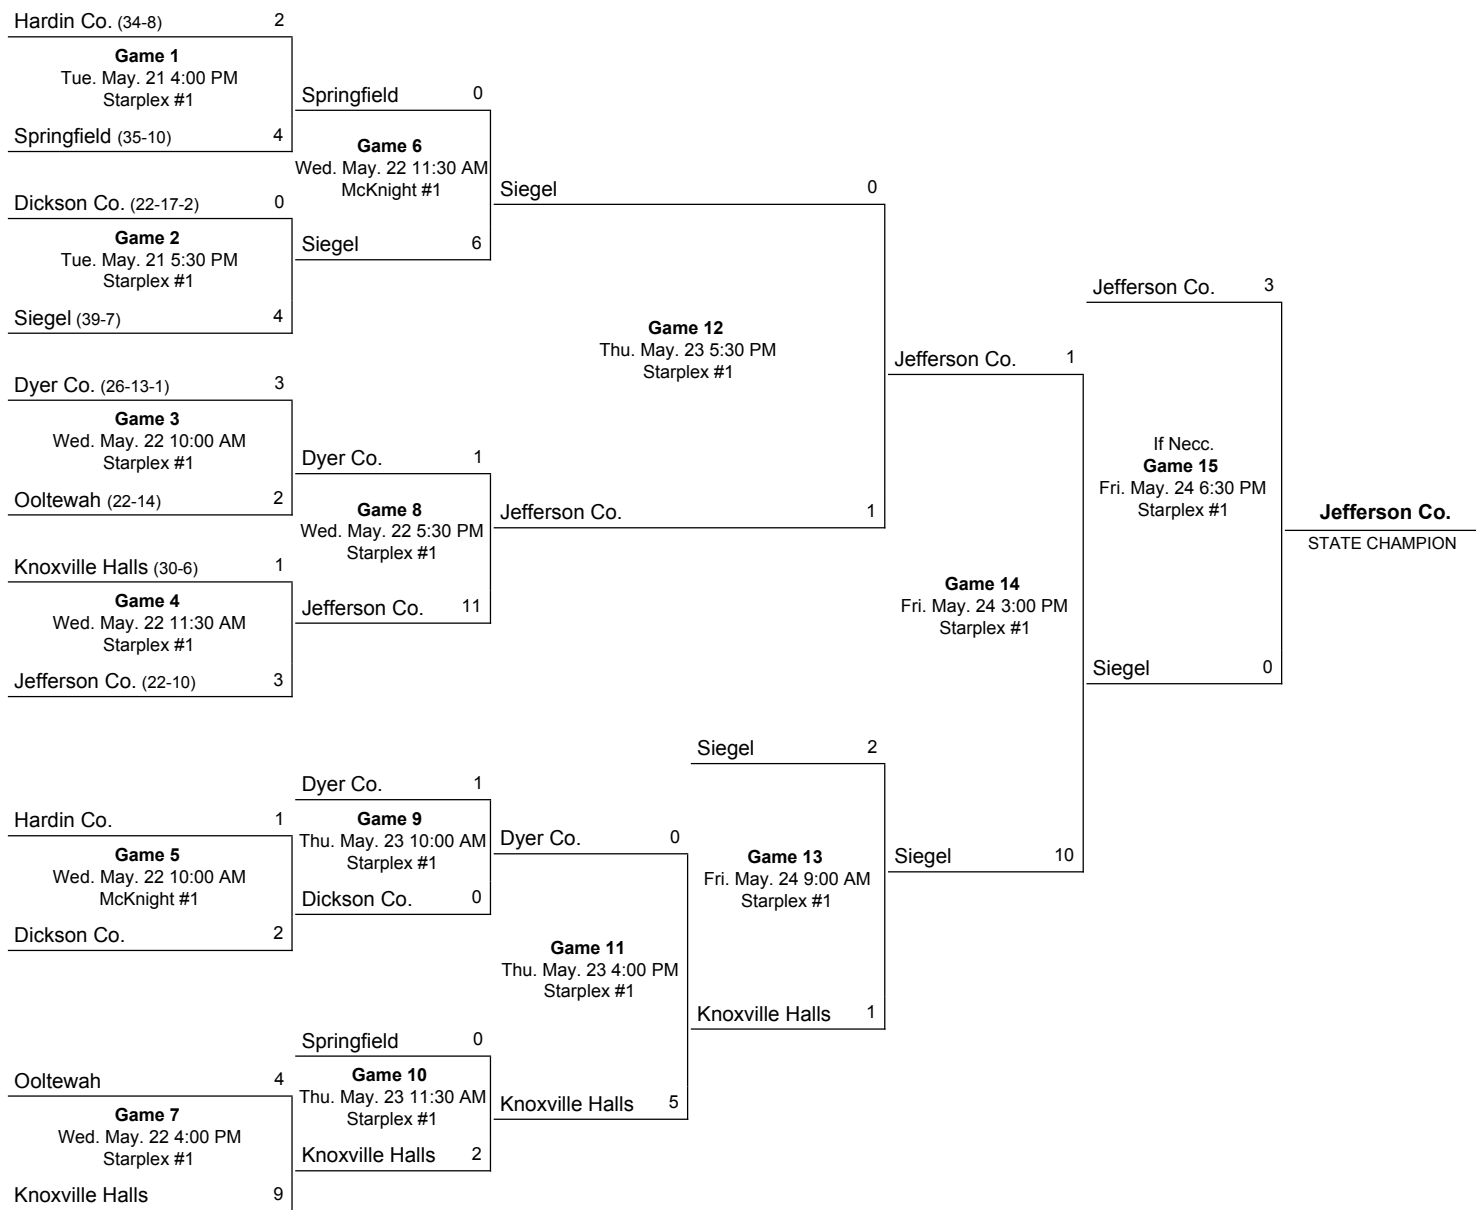 Hardin Co. (34-8) 2
Game 1
Tue. May. 21 4:00 PM
Starplex #1
Springfield (35-10) 4
Dickson Co. (22-17-2) 0
Game 2
Tue. May. 21 5:30 PM
Starplex #1
Siegel (39-7) 4
Dyer Co. (26-13-1) 3
Game 3
Wed. May. 22 10:00 AM
Starplex #1
Ooltewah (22-14) 2
Knoxville Halls (30-6) 1
Game 4
Wed. May. 22 11:30 AM
Starplex #1
Jefferson Co. (22-10) 3
Hardin Co. 1
Game 5
Wed. May. 22 10:00 AM
McKnight #1
Dickson Co. 2
Ooltewah 4
Game 7
Wed. May. 22 4:00 PM
Starplex #1
Knoxville Halls 9
Springfield 0
Game 6
Wed. May. 22 11:30 AM
McKnight #1
Siegel 6
Dyer Co. 1
Game 8
Wed. May. 22 5:30 PM
Starplex #1
Jefferson Co. 11
Dyer Co. 1
Game 9
Thu. May. 23 10:00 AM
Starplex #1
Dickson Co. 0
Springfield 0
Game 10
Thu. May. 23 11:30 AM
Starplex #1
Knoxville Halls 2
Siegel 0
Game 12
Thu. May. 23 5:30 PM
Starplex #1
Jefferson Co. 1
Dyer Co. 0
Game 11
Thu. May. 23 4:00 PM
Starplex #1
Knoxville Halls 5
Siegel 2
Game 13
Fri. May. 24 9:00 AM
Starplex #1
Knoxville Halls 1
Jefferson Co. 1
Game 14
Fri. May. 24 3:00 PM
Starplex #1
Siegel 10
Jefferson Co. 3
If Necc.
Game 15
Fri. May. 24 6:30 PM
Starplex #1
Siegel 0
Jefferson Co.
STATE CHAMPION